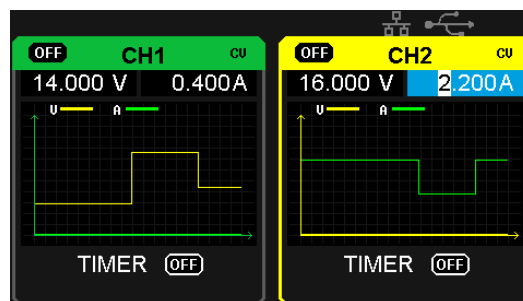 OFF CH1 CV
14.000 V 0.400A
V A
TIMER OFF
OFF CH2 CV
16.000 V 2.200A
V A
TIMER OFF